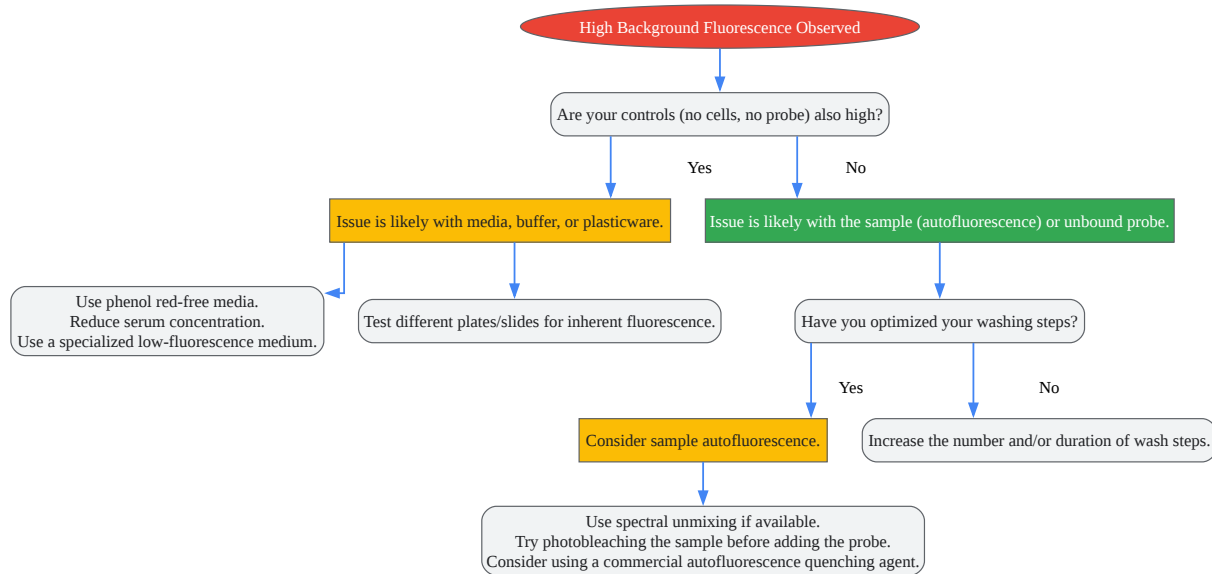 High Background Fluorescence Observed
Are your controls (no cells, no probe) also high?
Yes
No
Issue is likely with media, buffer, or plasticware.
Issue is likely with the sample (autofluorescence) or unbound probe.
Use phenol red-free media.
Reduce serum concentration.
Use a specialized low-fluorescence medium.
Test different plates/slides for inherent fluorescence.
Have you optimized your washing steps?
Yes
No
Consider sample autofluorescence.
Increase the number and/or duration of wash steps.
Use spectral unmixing if available.
Try photobleaching the sample before adding the probe.
Consider using a commercial autofluorescence quenching agent.